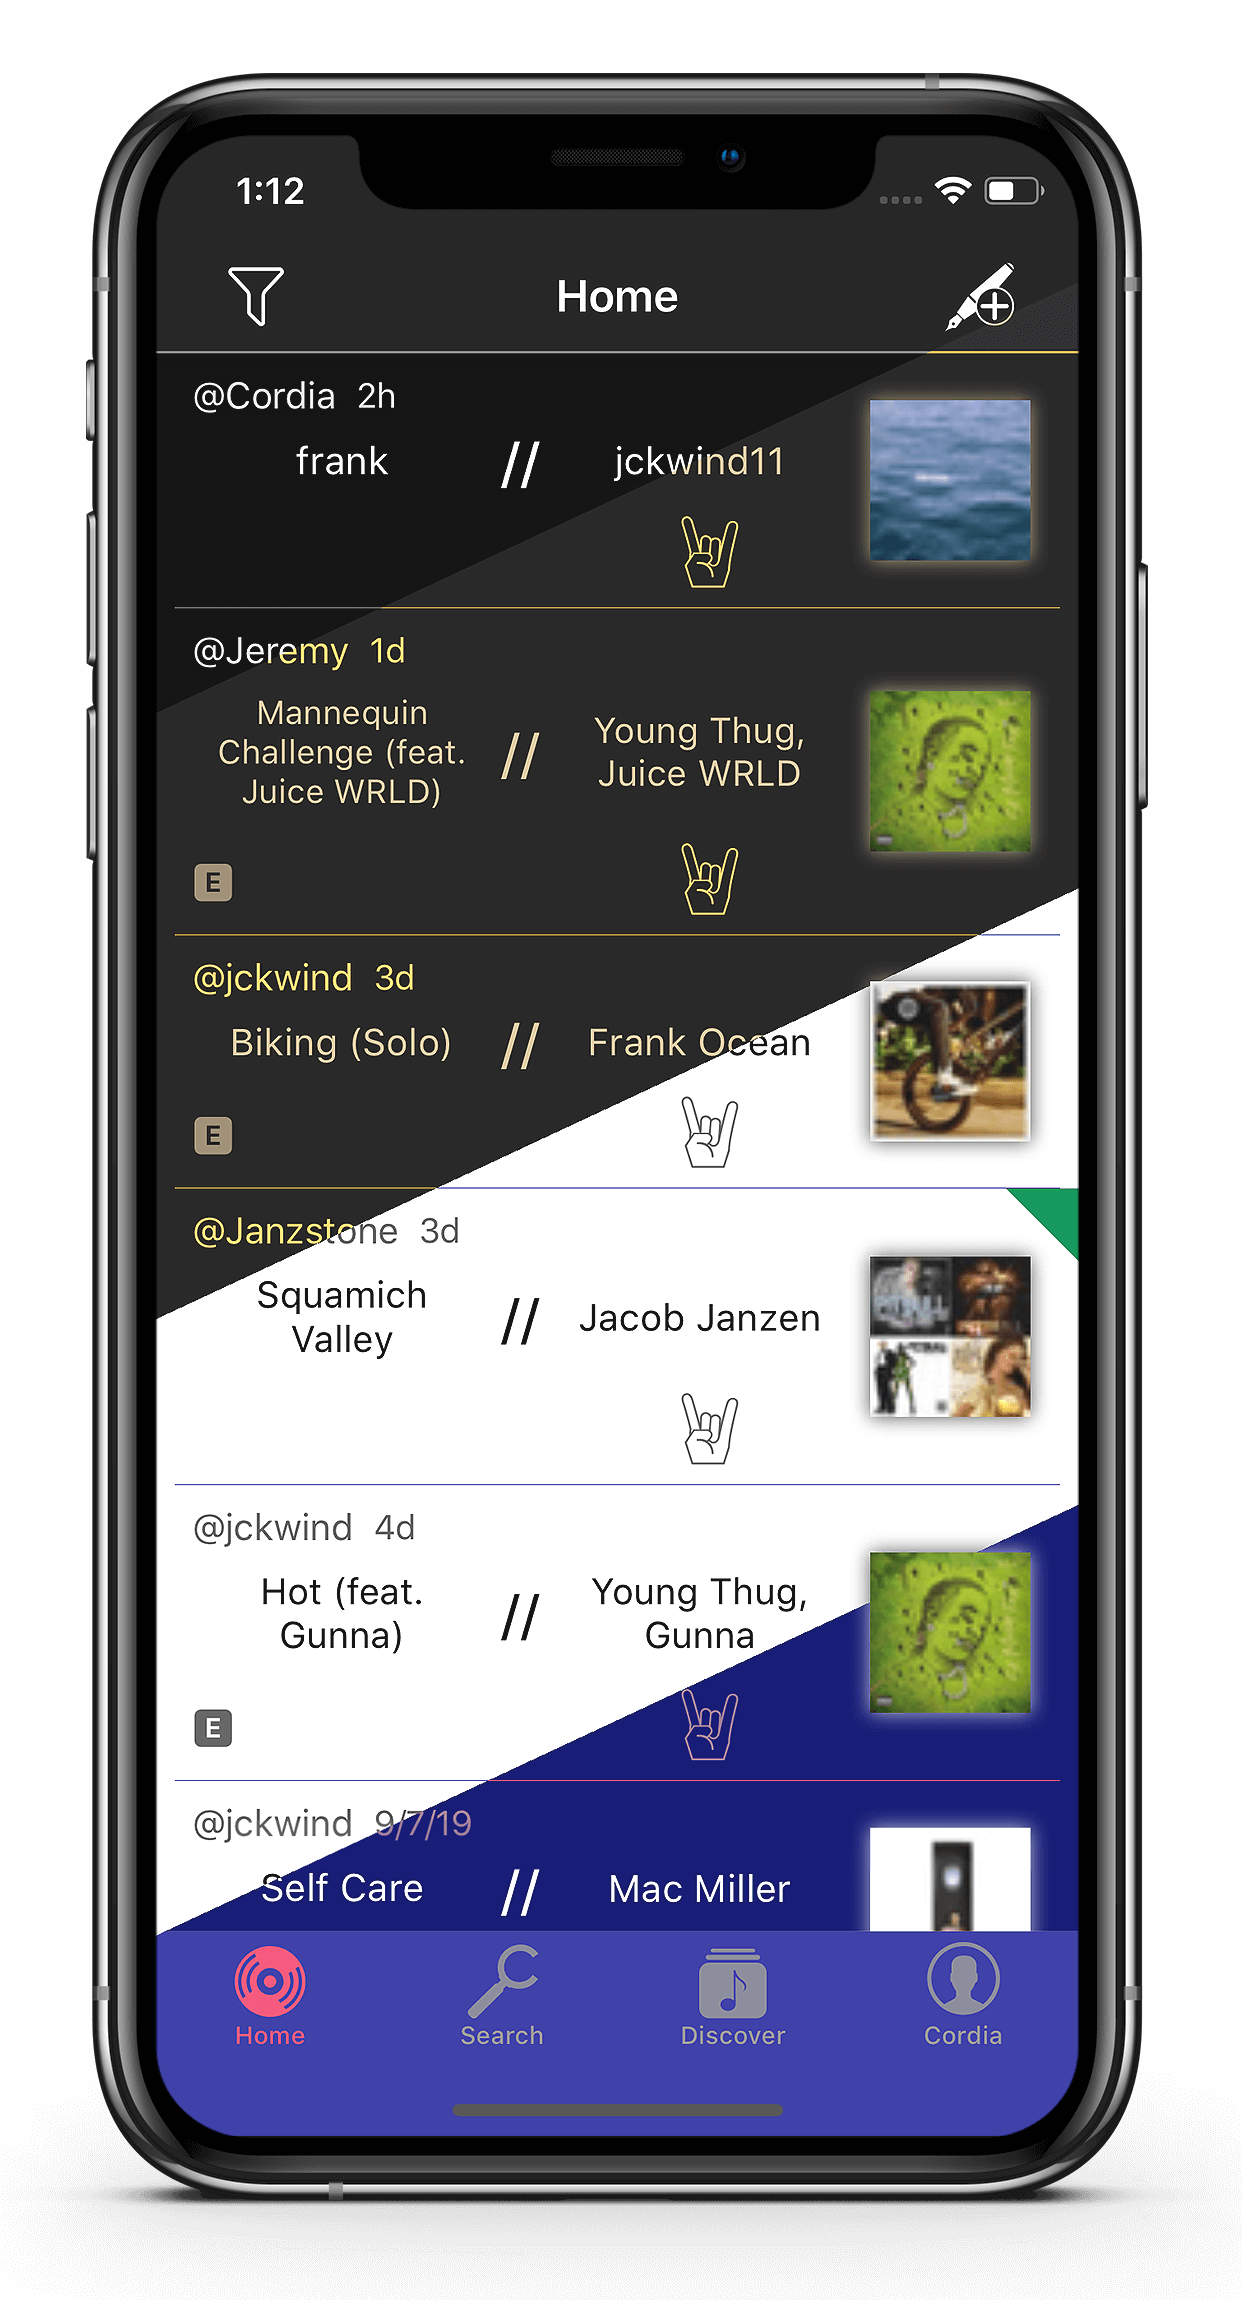 1:12
Home
@Cordia 2h
frank // jckwind11
@Jeremy 1d
Mannequin
Challenge (feat.
Juice WRLD)
//
Young Thug,
Juice WRLD
E
@jckwind 3d
Biking (Solo) // Frank Ocean
E
@Janzstone 3d
Squamich
Valley
//
Jacob Janzen
@jckwind 4d
Hot (feat.
Gunna)
//
Young Thug,
Gunna
E
@jckwind 9/7/19
Self Care // Mac Miller
Home
Search
Discover
Cordia